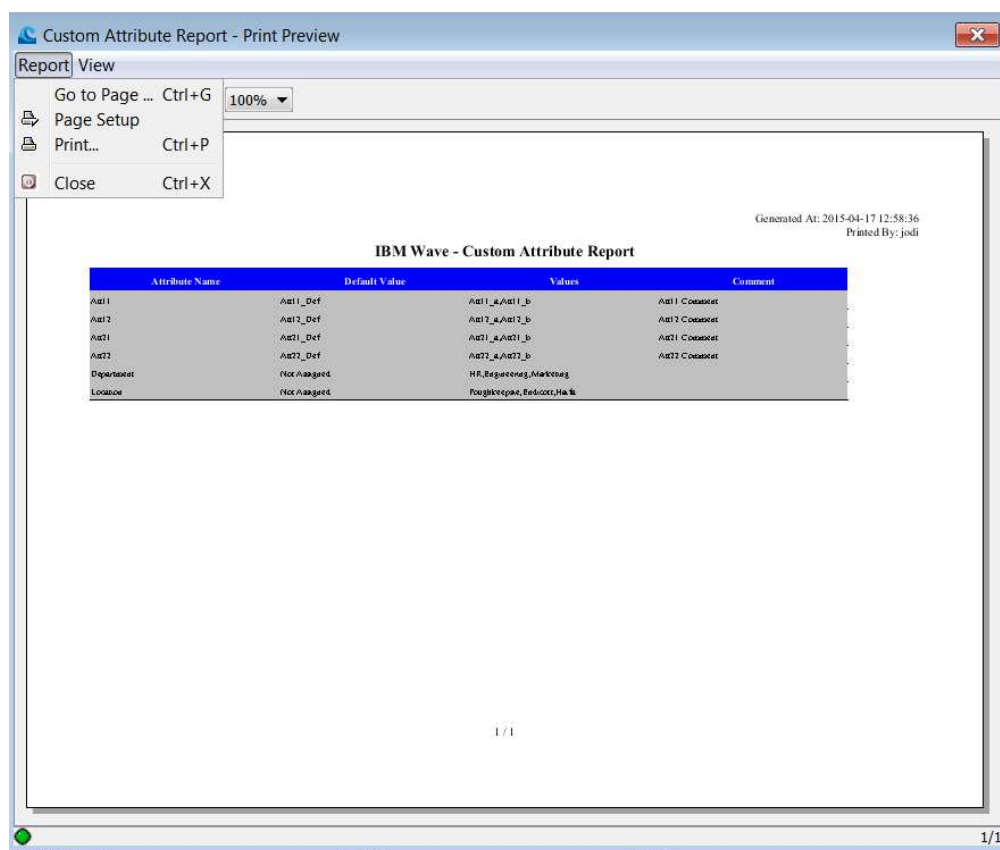 Custom Attribute Report - Print Preview
Report View
Go to Page ... Ctrl+G
100%
Page Setup
Print... Ctrl+P
Close Ctrl+X
Generated At: 2015-04-17 12:58:36
Printed By: jodi
IBM Wave - Custom Attribute Report
Attribute Name Default Value Values Comment
Att11 Att11_Def Att11_a,Att11_b Att11 Comment
Att12 Att12_Def Att12_a,Att12_b Att12 Comment
Att21 Att21_Def Att21_a,Att21_b Att21 Comment
Att22 Att22_Def Att22_a,Att22_b Att22 Comment
Department Not Assigned HR,Engineering,Marketing
Location Not Assigned Poughkeepsie,Endicott,Haifa
1 / 1
1/1